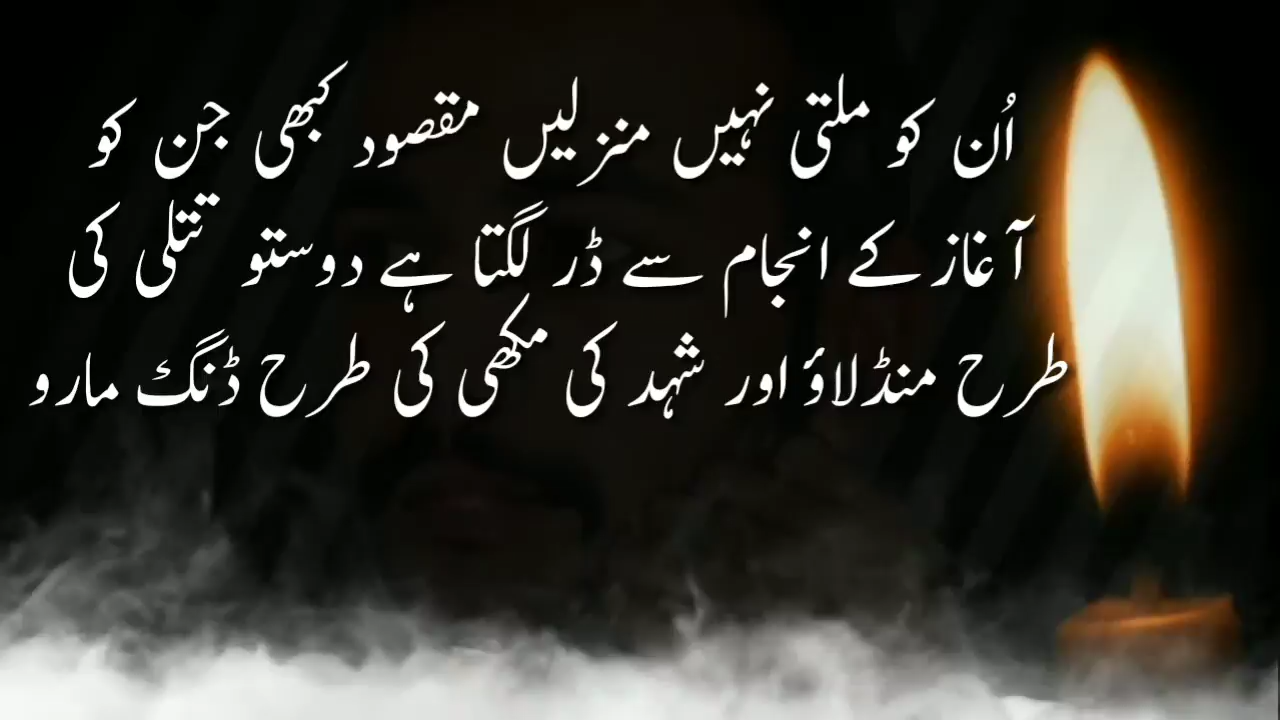 اُن کو ملتی نہیں منزلیں مقصود کبھی جن کو
آغاز کے انجام سے ڈر لگتا ہے دوستو تتلی کی
طرح منڈلاؤ اور شہد کی مکھی کی طرح ڈنگ مارو